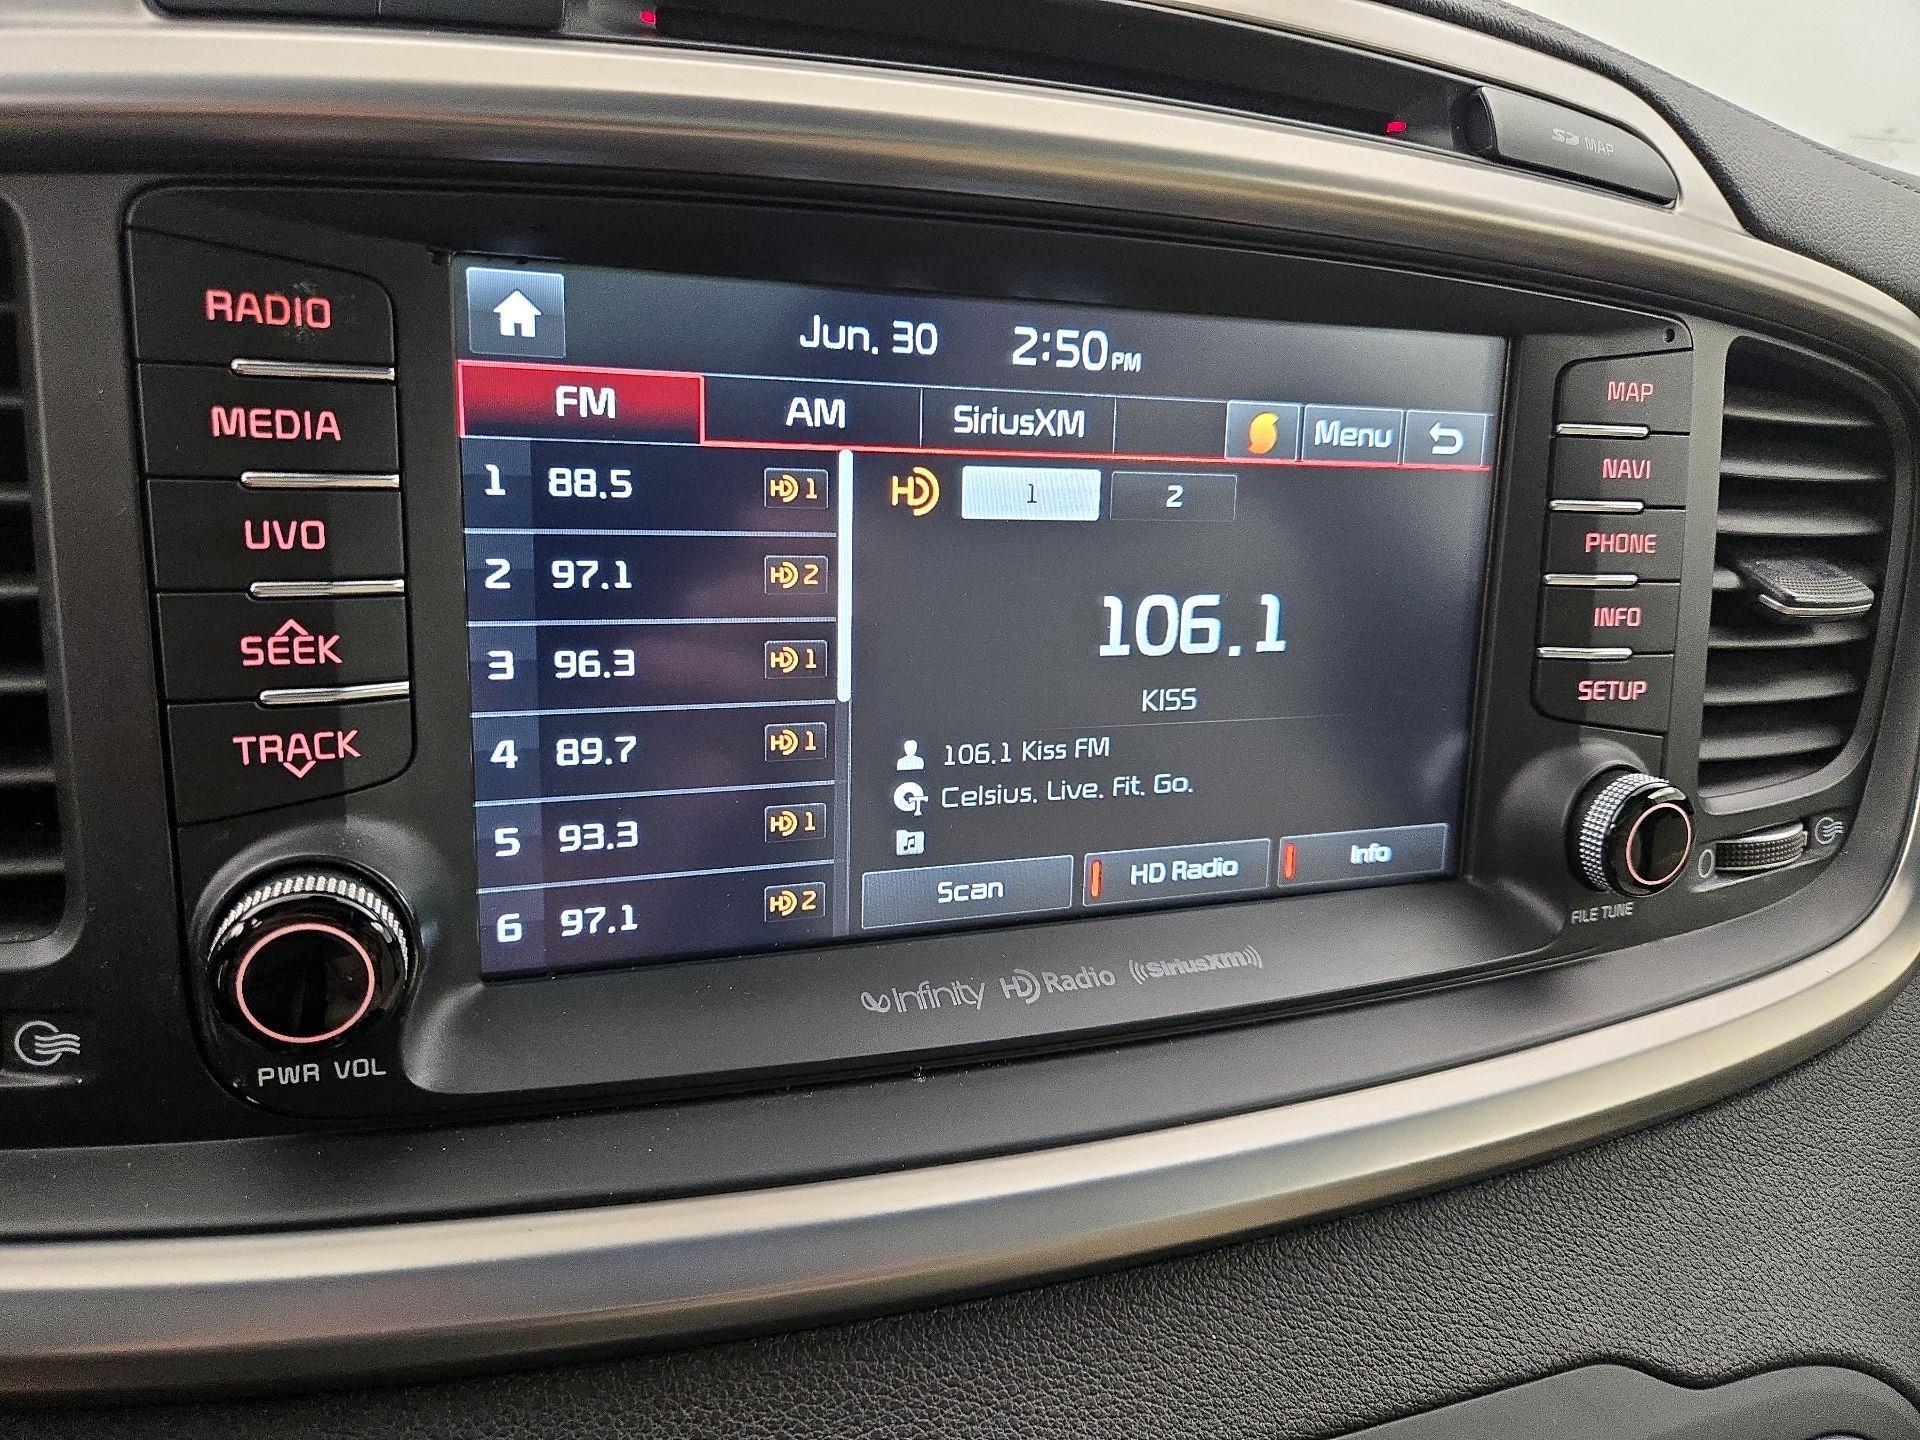 SD MAP
RADIO
MEDIA
UVO
SEEK
TRACK
PWR VOL
Jun. 30 2:50 PM
FM AM SiriusXM Menu
1 88.5 HD 1
2 97.1 HD 2
3 96.3 HD 1
4 89.7 HD 1
5 93.3 HD 1
6 97.1 HD 2
HD 1 2
106.1
KISS
106.1 Kiss FM
Celsius. Live. Fit. Go.
Scan HD Radio Info
Infinity HD Radio SiriusXM
MAP
NAVI
PHONE
INFO
SETUP
FILE TUNE
0